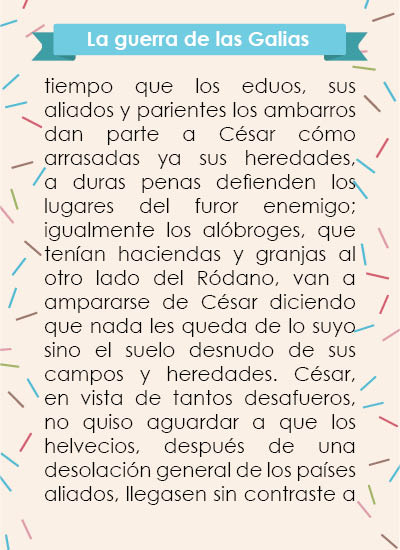 La guerra de las Galias
tiempo que los eduos, sus
aliados y parientes los ambarros
dan parte a César cómo
arrasadas ya sus heredades,
a duras penas defienden los
lugares del furor enemigo;
igualmente los alóbroges, que
tenían haciendas y granjas al
otro lado del Ródano, van a
ampararse de César diciendo
que nada les queda de lo suyo
sino el suelo desnudo de sus
campos y heredades. César,
en vista de tantos desafueros,
no quiso aguardar a que los
helvecios, después de una
desolación general de los países
aliados, llegasen sin contraste a